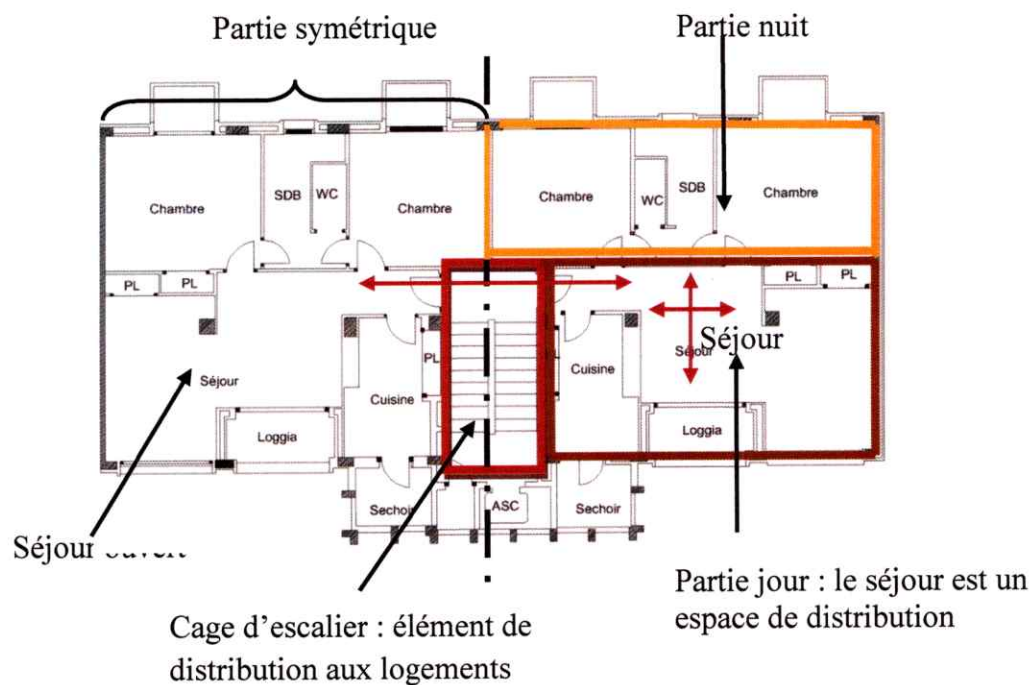 Partie symétrique
Partie nuit
Chambre
SDB
WC
Chambre
Chambre
WC
SDB
Chambre
PL
PL
PL
PL
Séjour
Séjour
PL
Séjour
Cuisine
Cuisine
Loggia
Loggia
Sechoir
ASC
Sechoir
Séjour ouvert
Partie jour : le séjour est un
espace de distribution
Cage d’escalier : élément de
distribution aux logements